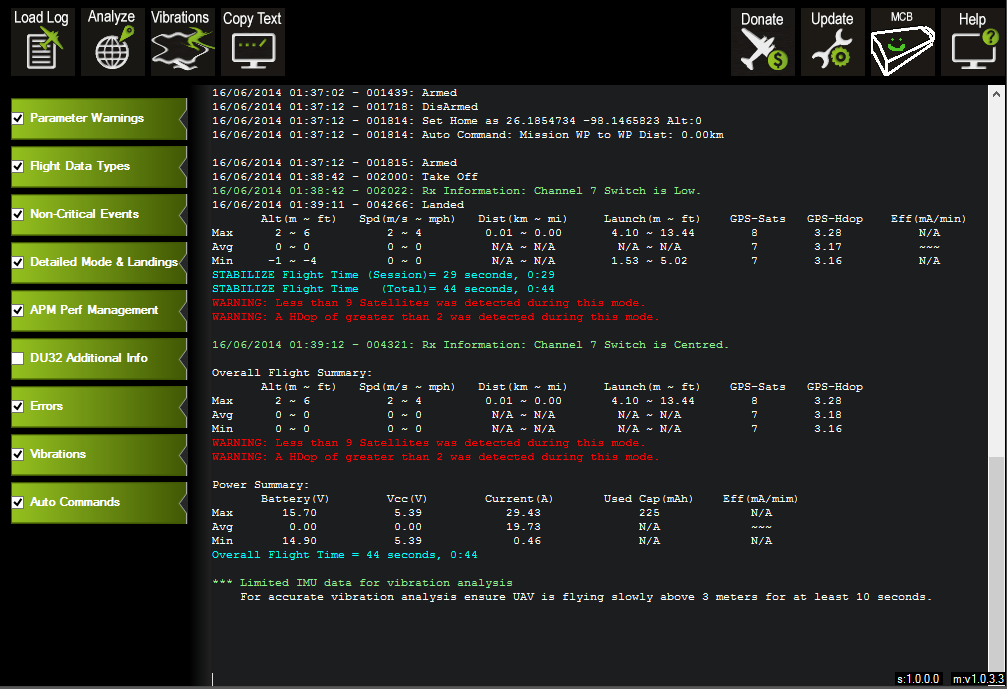 Load Log
Analyze
Vibrations
Copy Text
Donate
Update
MCB
Help
Parameter Warnings
Flight Data Types
Non-Critical Events
Detailed Mode & Landings
APM Perf Management
DU32 Additional Info
Errors
Vibrations
Auto Commands
16/06/2014 01:37:02 - 001439: Armed
16/06/2014 01:37:12 - 001718: DisArmed
16/06/2014 01:37:12 - 001814: Set Home as 26.1854734 -98.1465823 Alt:0
16/06/2014 01:37:12 - 001814: Auto Command: Mission WP to WP Dist: 0.00km
16/06/2014 01:37:12 - 001815: Armed
16/06/2014 01:38:42 - 002000: Take Off
16/06/2014 01:38:42 - 002022: Rx Information: Channel 7 Switch is Low.
16/06/2014 01:39:11 - 004266: Landed
Alt(m ~ ft) Spd(m/s ~ mph) Dist(km ~ mi) Launch(m ~ ft) GPS-Sats GPS-Hdop Eff(mA/min)
Max 2 ~ 6 2 ~ 4 0.01 ~ 0.00 4.10 ~ 13.44 8 3.28 N/A
Avg 0 ~ 0 0 ~ 0 N/A ~ N/A N/A ~ N/A 7 3.17 ~~~
Min -1 ~ -4 0 ~ 0 N/A ~ N/A 1.53 ~ 5.02 7 3.16 N/A
STABILIZE Flight Time (Session)= 29 seconds, 0:29
STABILIZE Flight Time (Total)= 44 seconds, 0:44
WARNING: Less than 9 Satellites was detected during this mode.
WARNING: A HDop of greater than 2 was detected during this mode.
16/06/2014 01:39:12 - 004321: Rx Information: Channel 7 Switch is Centred.
Overall Flight Summary:
Alt(m ~ ft) Spd(m/s ~ mph) Dist(km ~ mi) Launch(m ~ ft) GPS-Sats GPS-Hdop
Max 2 ~ 6 2 ~ 4 0.01 ~ 0.00 4.10 ~ 13.44 8 3.28
Avg 0 ~ 0 0 ~ 0 N/A ~ N/A N/A ~ N/A 7 3.18
Min 0 ~ 0 0 ~ 0 N/A ~ N/A N/A ~ N/A 7 3.16
WARNING: Less than 9 Satellites was detected during this mode.
WARNING: A HDop of greater than 2 was detected during this mode.
Power Summary:
Battery(V) Vcc(V) Current(A) Used Cap(mAh) Eff(mA/mim)
Max 15.70 5.39 29.43 225 N/A
Avg 0.00 0.00 19.73 N/A ~~~
Min 14.90 5.39 0.46 N/A N/A
Overall Flight Time = 44 seconds, 0:44
*** Limited IMU data for vibration analysis
For accurate vibration analysis ensure UAV is flying slowly above 3 meters for at least 10 seconds.
s:1.0.0.0 m:v1.0.3.3